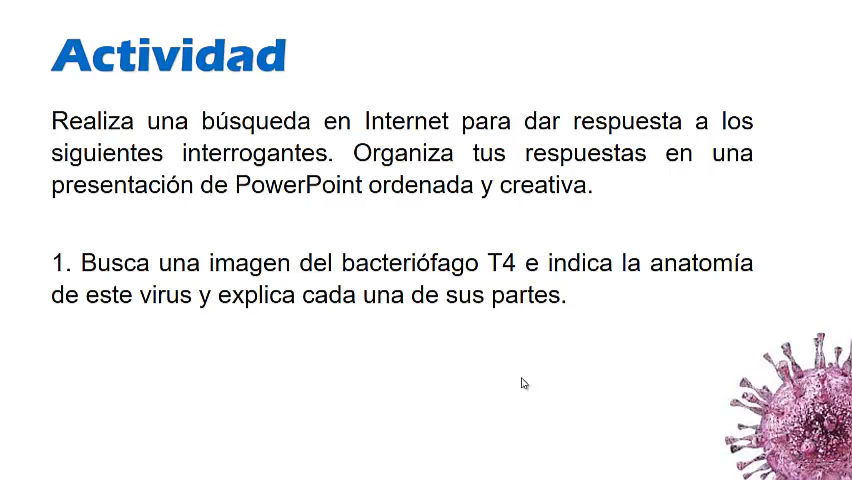 Actividad
Realiza una búsqueda en Internet para dar respuesta a los
siguientes interrogantes. Organiza tus respuestas en una
presentación de PowerPoint ordenada y creativa.
1. Busca una imagen del bacteriófago T4 e indica la anatomía
de este virus y explica cada una de sus partes.